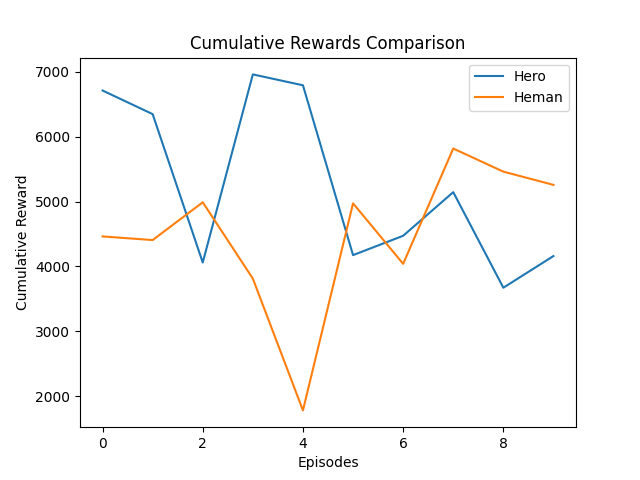 Cumulative Rewards Comparison
Hero
Heman
7000
6000
5000
4000
3000
2000
Cumulative Reward
0 2 4 6 8
Episodes